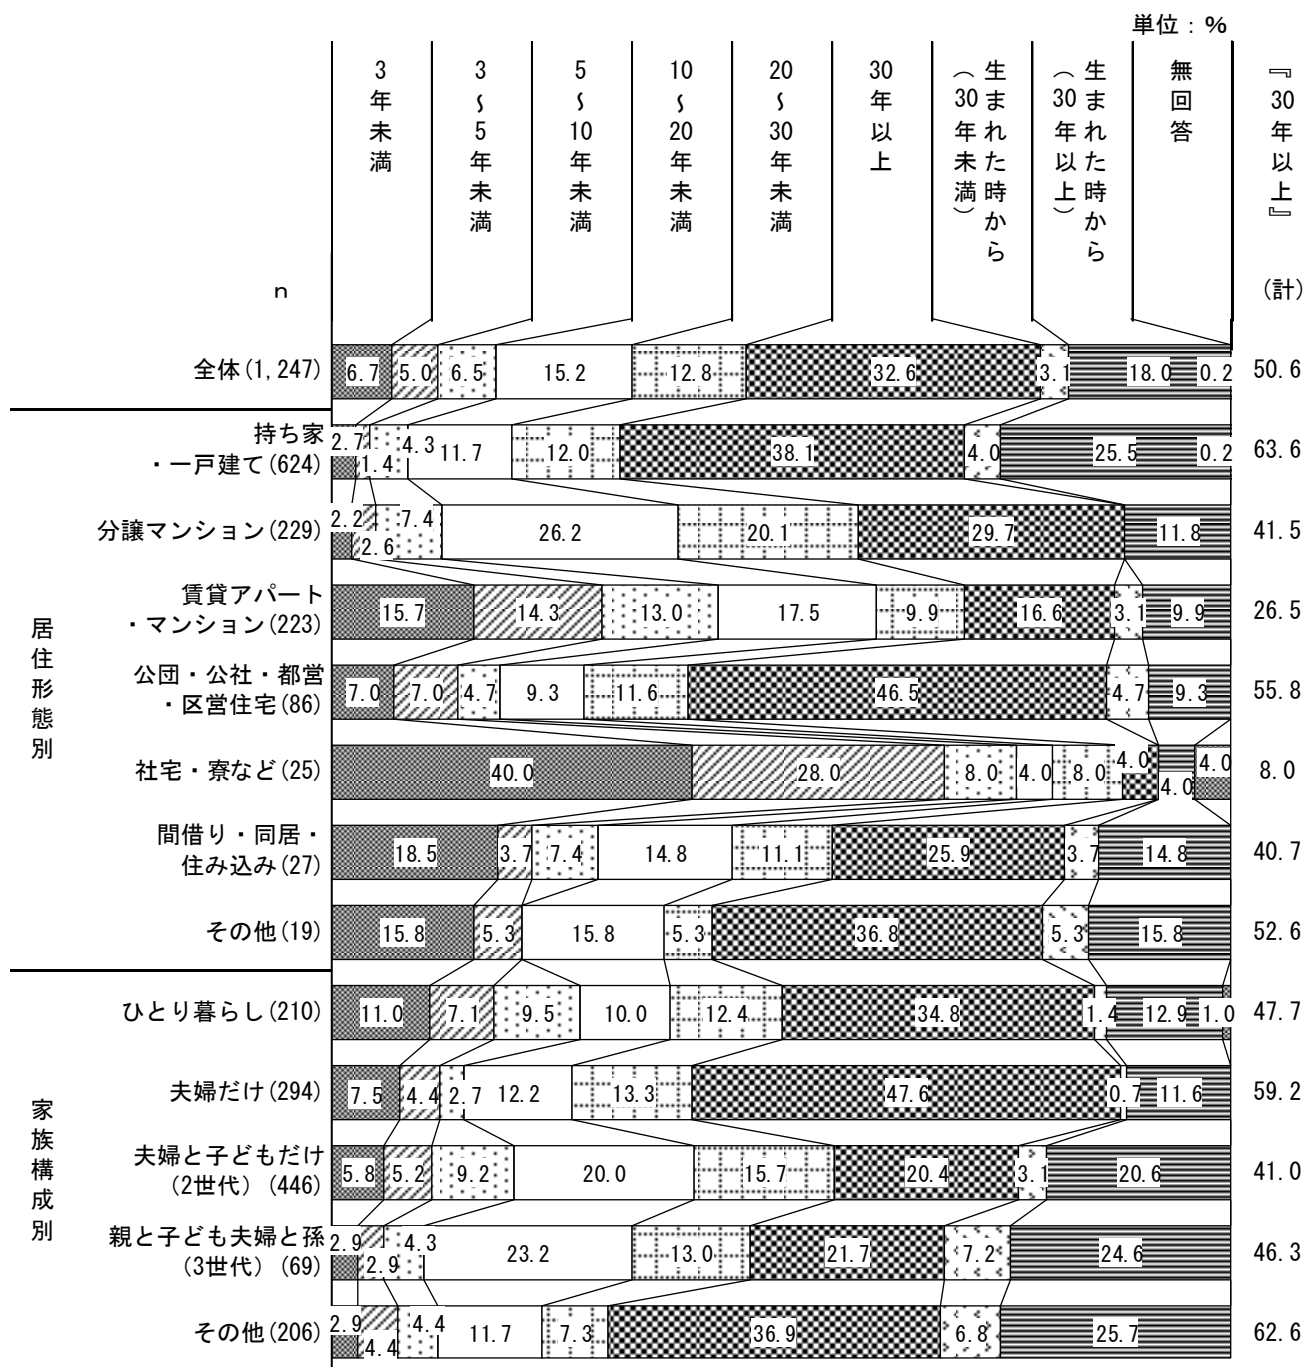 単位：%
3年未満
3～5年未満
5～10年未満
10～20年未満
20～30年未満
30年以上
生まれた時から（30年未満）
生まれた時から（30年以上）
無回答
『30年以上』（計）
n
全体(1,247) 6.7 5.0 6.5 15.2 12.8 32.6 3.1 18.0 0.2 50.6
居住形態別
持ち家
・一戸建て(624) 2.7 1.4 4.3 11.7 12.0 38.1 4.0 25.5 0.2 63.6
分譲マンション(229) 2.2 2.6 7.4 26.2 20.1 29.7 11.8 41.5
賃貸アパート
・マンション(223) 15.7 14.3 13.0 17.5 9.9 16.6 3.1 9.9 26.5
公団・公社・都営
・区営住宅(86) 7.0 7.0 4.7 9.3 11.6 46.5 4.7 9.3 55.8
社宅・寮など(25) 40.0 28.0 8.0 4.0 8.0 4.0 4.0 4.0 8.0
間借り・同居・
住み込み(27) 18.5 3.7 7.4 14.8 11.1 25.9 3.7 14.8 40.7
その他(19) 15.8 5.3 15.8 5.3 36.8 5.3 15.8 52.6
家族構成別
ひとり暮らし(210) 11.0 7.1 9.5 10.0 12.4 34.8 1.4 12.9 1.0 47.7
夫婦だけ(294) 7.5 4.4 2.7 12.2 13.3 47.6 0.7 11.6 59.2
夫婦と子どもだけ
(2世代) (446) 5.8 5.2 9.2 20.0 15.7 20.4 3.1 20.6 41.0
親と子ども夫婦と孫
(3世代) (69) 2.9 2.9 4.3 23.2 13.0 21.7 7.2 24.6 46.3
その他(206) 2.9 4.4 4.4 11.7 7.3 36.9 6.8 25.7 62.6